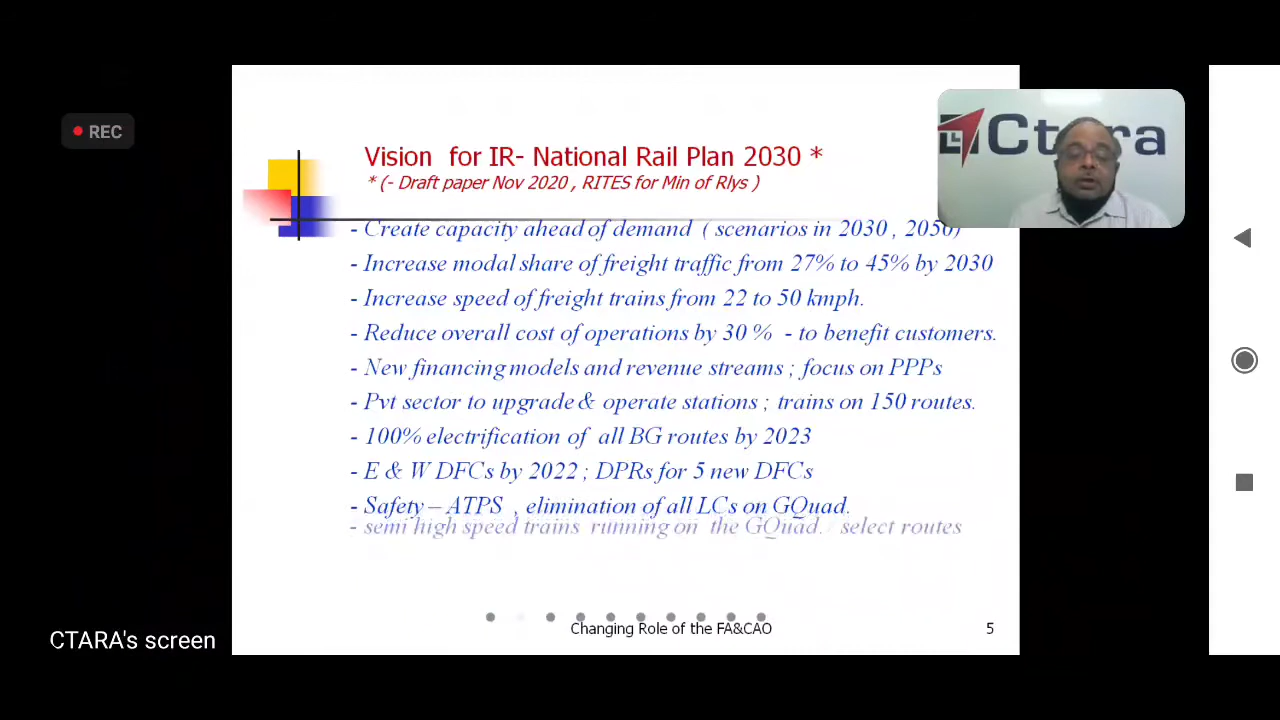 REC
Ctara
Vision for IR- National Rail Plan 2030 *
* (- Draft paper Nov 2020 , RITES for Min of Rlys )
- Create capacity ahead of demand ( scenarios in 2030 , 2050)
- Increase modal share of freight traffic from 27% to 45% by 2030
- Increase speed of freight trains from 22 to 50 kmph.
- Reduce overall cost of operations by 30 % - to benefit customers.
- New financing models and revenue streams ; focus on PPPs
- Pvt sector to upgrade & operate stations ; trains on 150 routes.
- 100% electrification of all BG routes by 2023
- E & W DFCs by 2022 ; DPRs for 5 new DFCs
- Safety – ATPS , elimination of all LCs on GQuad.
- semi high speed trains running on the GQuad. / select routes
Changing Role of the FA&CAO
5
CTARA's screen